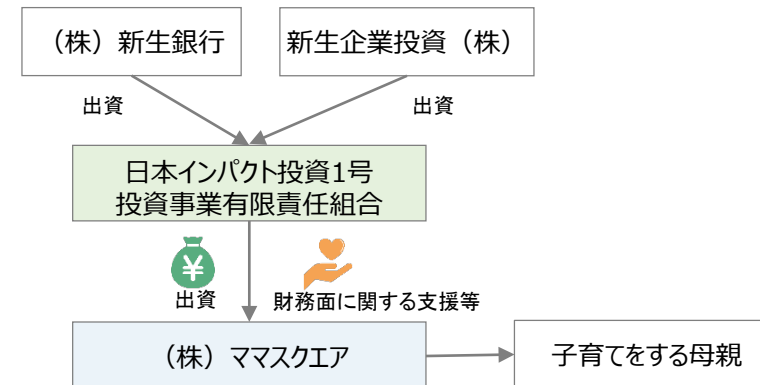 （株）新生銀行
新生企業投資（株）
出資
出資
日本インパクト投資1号
投資事業有限責任組合
¥
出資
財務面に関する支援等
（株）ママスクエア
子育てをする母親